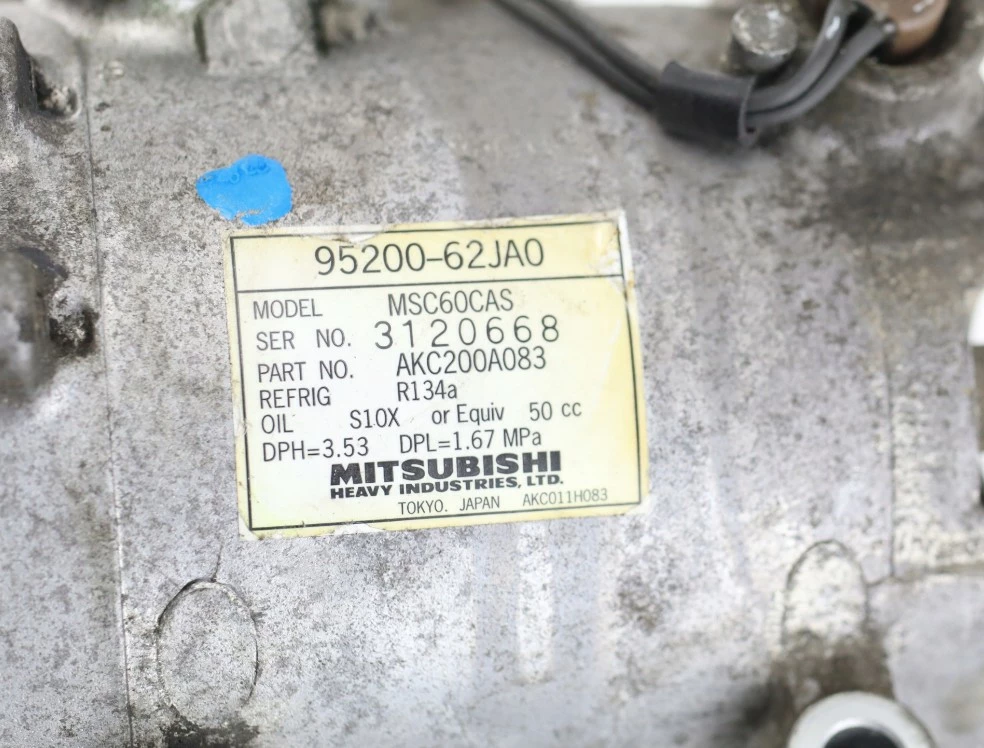 95200-62JA0
MODEL MSC60CAS
SER NO. 3120668
PART NO. AKC200A083
REFRIG R134a
OIL S10X or Equiv 50 cc
DPH=3.53 DPL=1.67 MPa
MITSUBISHI
HEAVY INDUSTRIES, LTD.
TOKYO. JAPAN AKC011H083